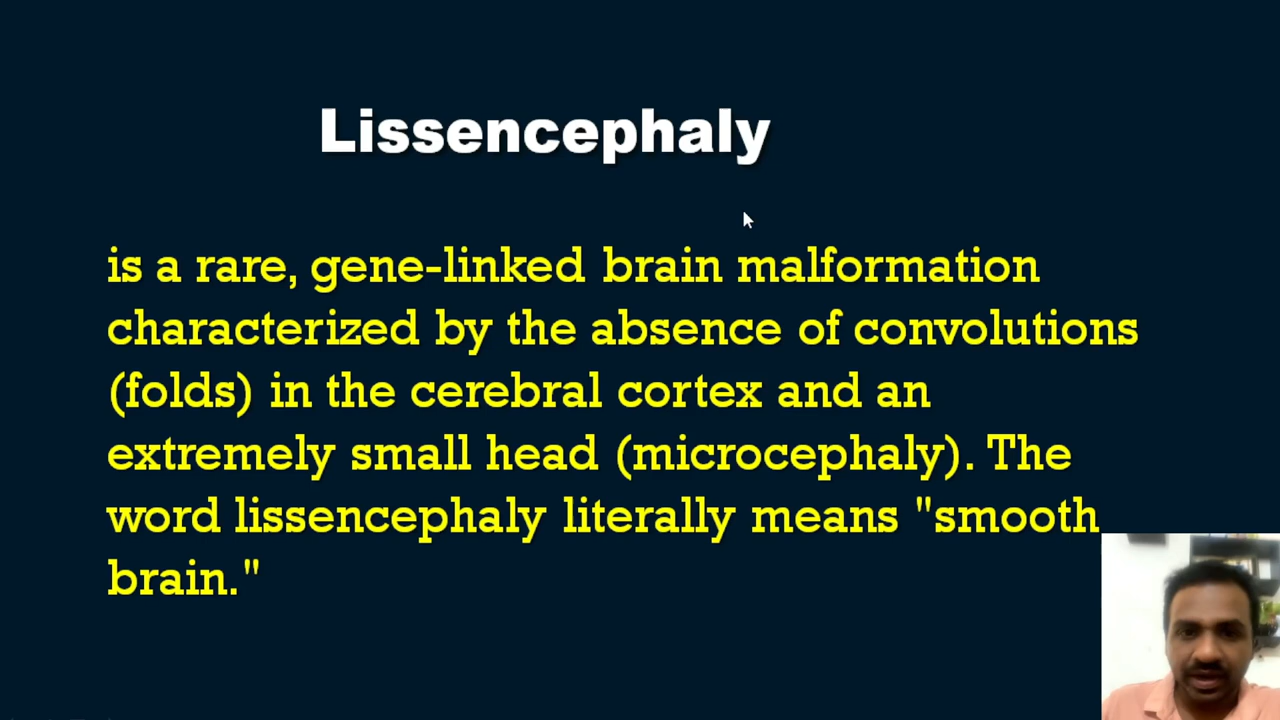 Lissencephaly
is a rare, gene-linked brain malformation
characterized by the absence of convolutions
(folds) in the cerebral cortex and an
extremely small head (microcephaly). The
word lissencephaly literally means "smooth
brain."